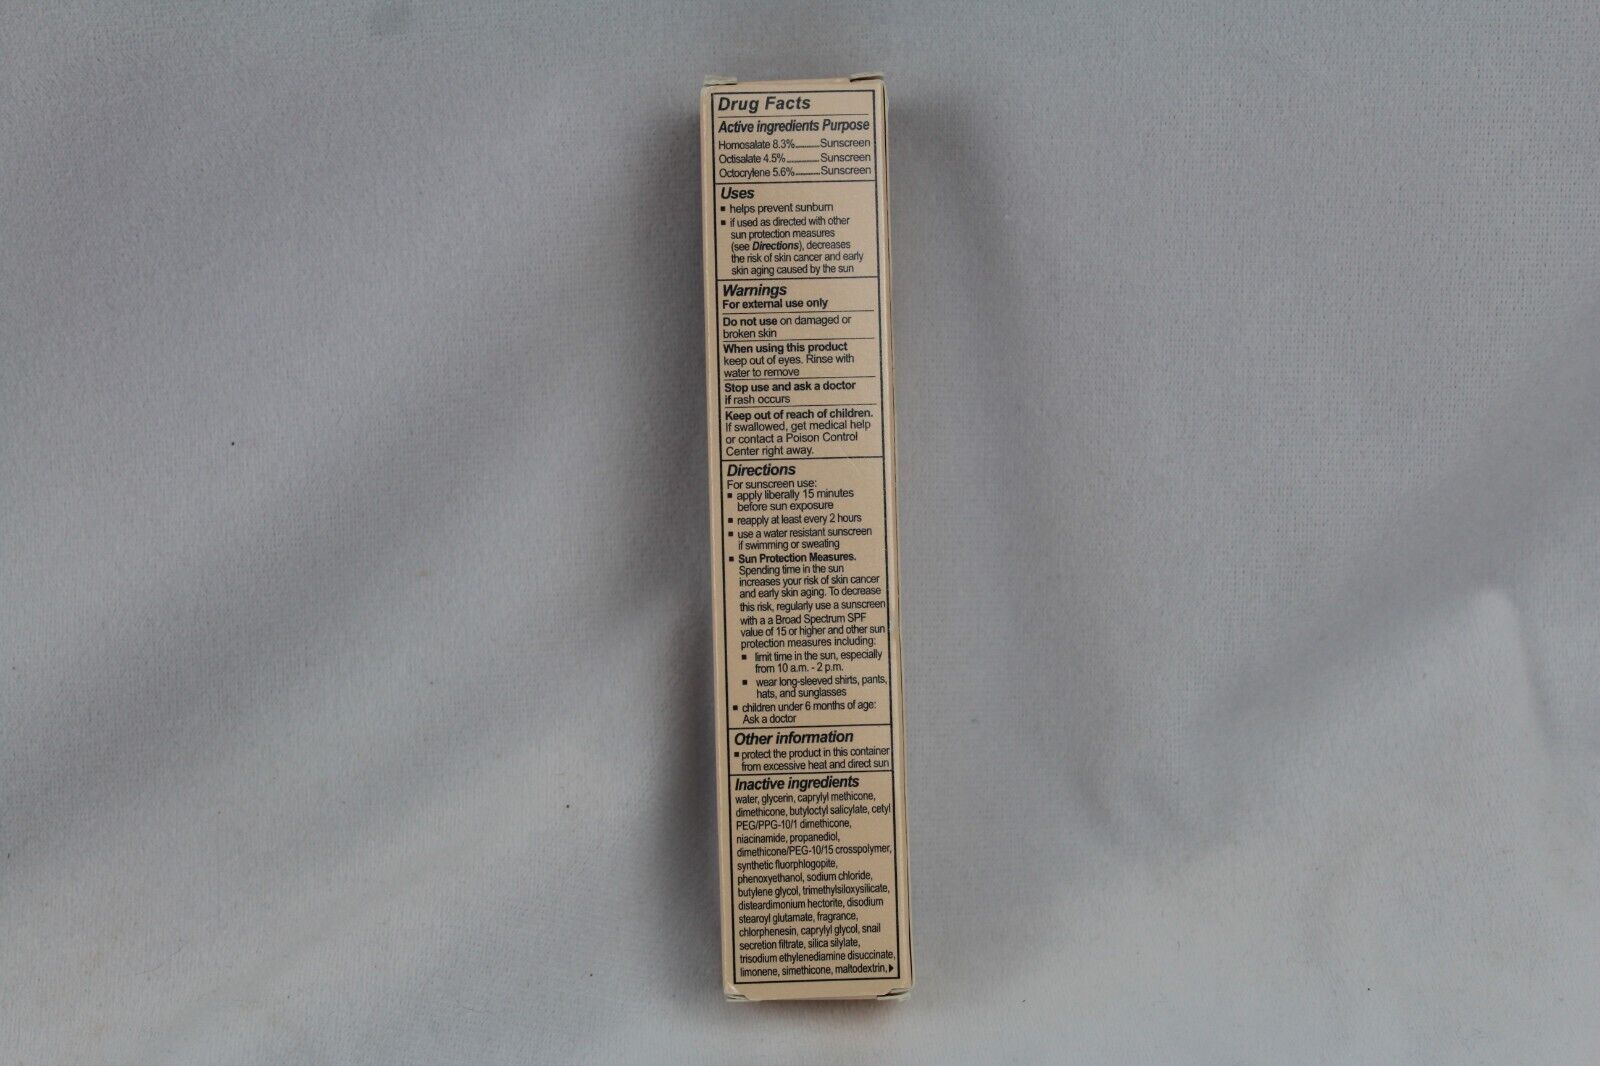 Drug Facts
Active ingredients Purpose
Homosalate 8.3%..........Sunscreen
Octisalate 4.5%.............Sunscreen
Octocrylene 5.6%..........Sunscreen
Uses
▪ helps prevent sunburn
▪ if used as directed with other
sun protection measures
(see Directions), decreases
the risk of skin cancer and early
skin aging caused by the sun
Warnings
For external use only
Do not use on damaged or
broken skin
When using this product
keep out of eyes. Rinse with
water to remove
Stop use and ask a doctor
if rash occurs
Keep out of reach of children.
If swallowed, get medical help
or contact a Poison Control
Center right away.
Directions
For sunscreen use:
▪ apply liberally 15 minutes
before sun exposure
▪ reapply at least every 2 hours
▪ use a water resistant sunscreen
if swimming or sweating
▪ Sun Protection Measures.
Spending time in the sun
increases your risk of skin cancer
and early skin aging. To decrease
this risk, regularly use a sunscreen
with a a Broad Spectrum SPF
value of 15 or higher and other sun
protection measures including:
▪ limit time in the sun, especially
from 10 a.m. - 2 p.m.
▪ wear long-sleeved shirts, pants,
hats, and sunglasses
▪ children under 6 months of age:
Ask a doctor
Other information
▪ protect the product in this container
from excessive heat and direct sun
Inactive ingredients
water, glycerin, caprylyl methicone,
dimethicone, butyloctyl salicylate, cetyl
PEG/PPG-10/1 dimethicone,
niacinamide, propanediol,
dimethicone/PEG-10/15 crosspolymer,
synthetic fluorphlogopite,
phenoxyethanol, sodium chloride,
butylene glycol, trimethylsiloxysilicate,
disteardimonium hectorite, disodium
stearoyl glutamate, fragrance,
chlorphenesin, caprylyl glycol, snail
secretion filtrate, silica silylate,
trisodium ethylenediamine disuccinate,
limonene, simethicone, maltodextrin,▶